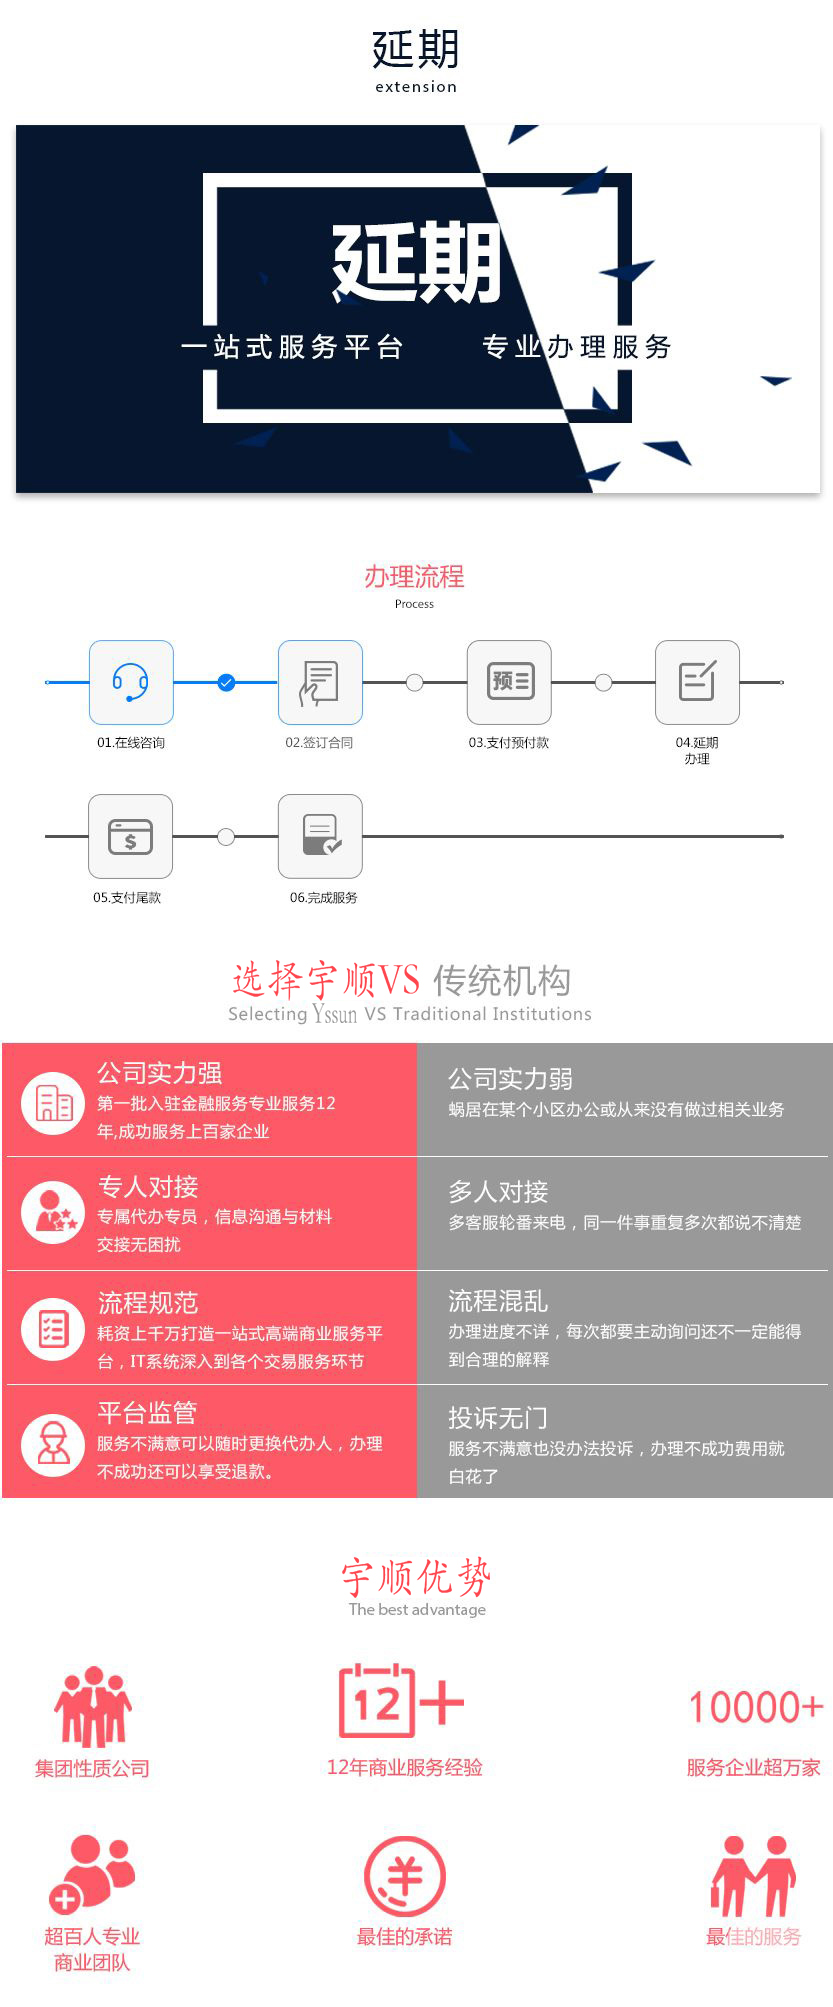 延期
extension
延期
一站式服务平台 专业办理服务
办理流程
Process
预
01.在线咨询
02.签订合同
03.支付预付款
04.延期
办理
$
05.支付尾款
06.完成服务
选择宇顺VS 传统机构
Selecting Yssun VS Traditional Institutions
公司实力强
第一批入驻金融服务专业服务12
年,成功服务上百家企业
公司实力弱
蜗居在某个小区办公或从来没有做过相关业务
专人对接
专属代办专员，信息沟通与材料
交接无困扰
多人对接
多客服轮番来电，同一件事重复多次都说不清楚
流程规范
耗资上千万打造一站式高端商业服务平
台，IT系统深入到各个交易服务环节
流程混乱
办理进度不详，每次都要主动询问还不一定能得
到合理的解释
平台监管
服务不满意可以随时更换代办人，办理
不成功还可以享受退款。
投诉无门
服务不满意也没办法投诉，办理不成功费用就
白花了
宇顺优势
The best advantage
12+
10000+
集团性质公司
12年商业服务经验
服务企业超万家
超百人专业
商业团队
最佳的承诺
最佳的服务